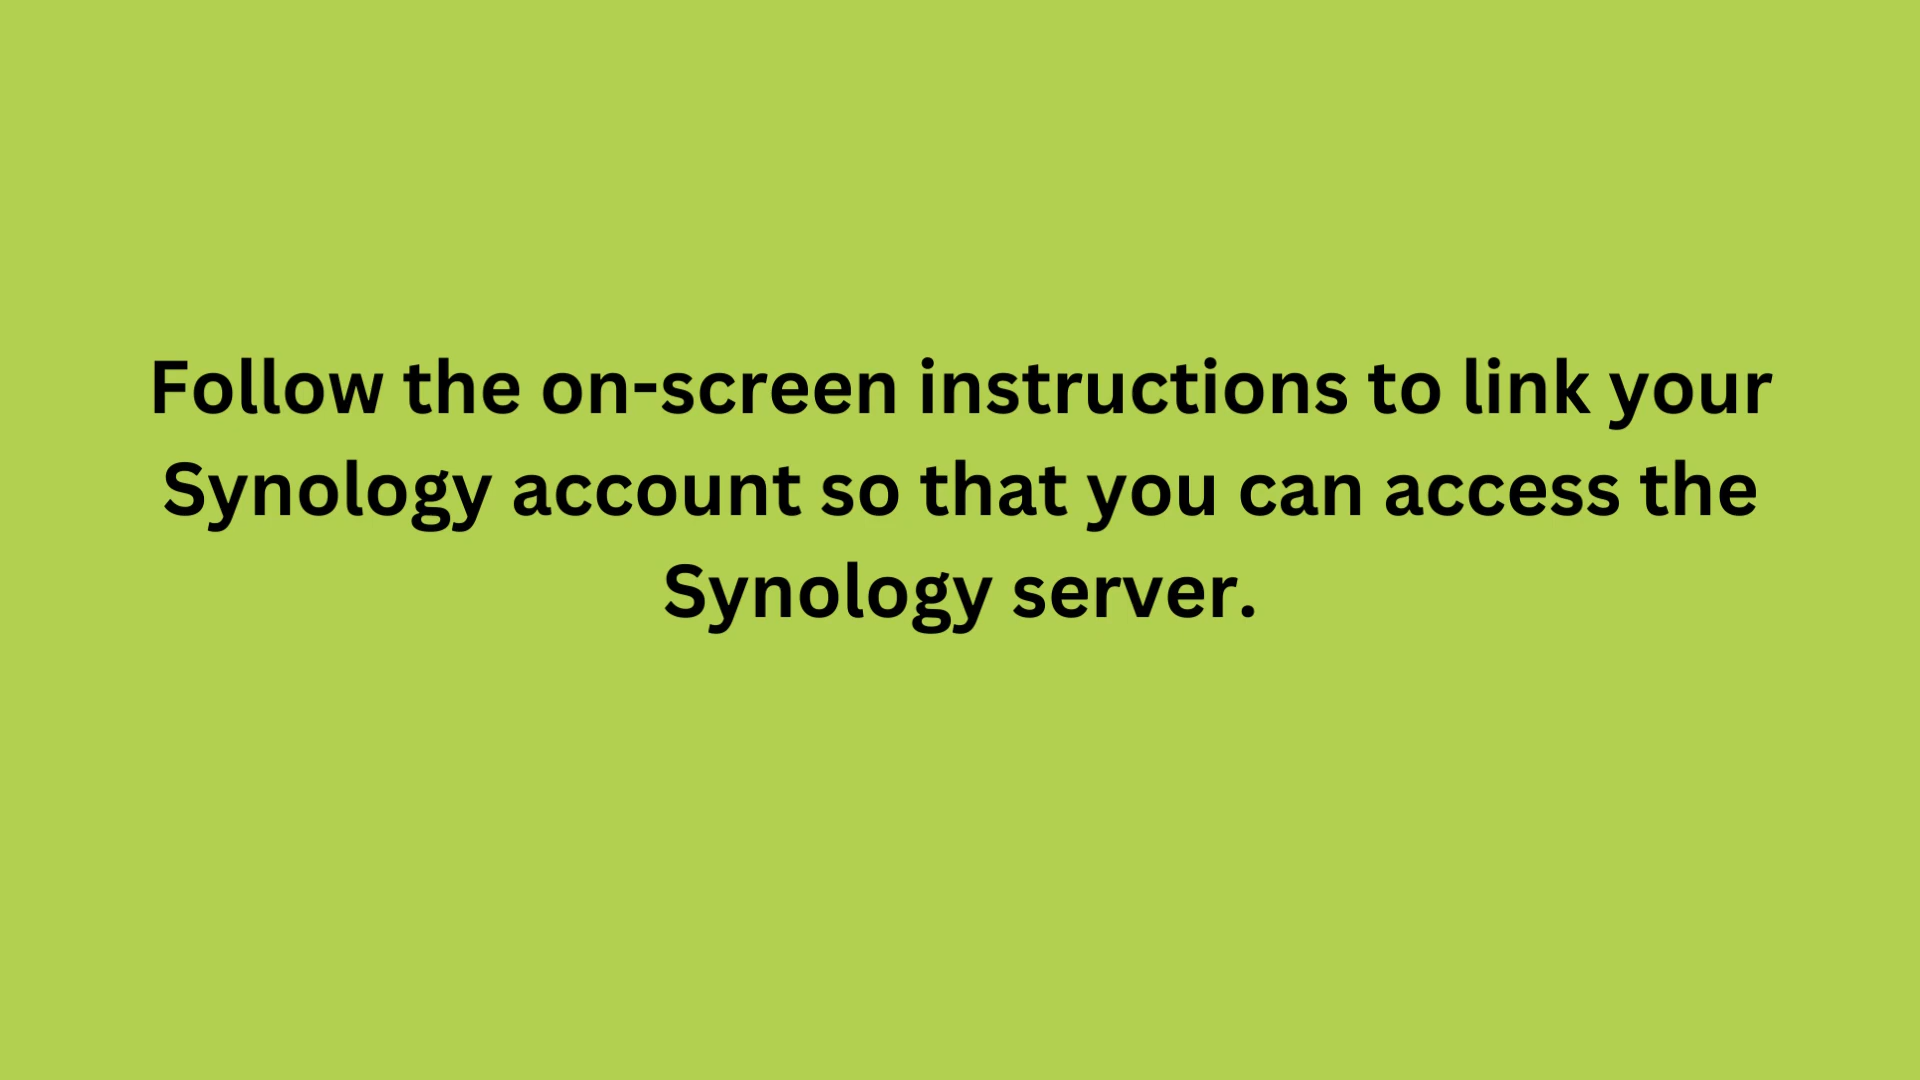 Follow the on-screen instructions to link your
Synology account so that you can access the
Synology server.